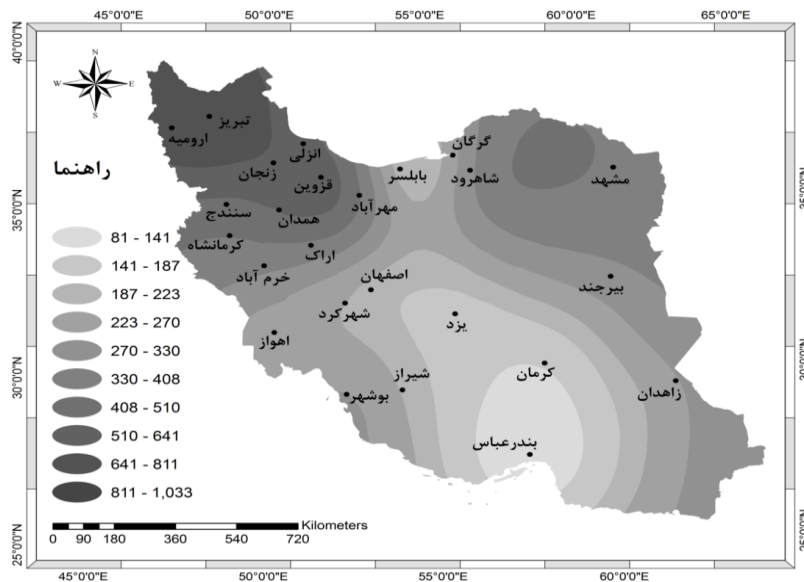 45°0'0"E 50°0'0"E 55°0'0"E 60°0'0"E 65°0'0"E
40°0'0"N
N
W E
S
تبریز
ارومیه
انزلی
گرگان
زنجان
قزوین
بابلسر
شاهرود
مشهد
راهنما
مهرآباد
سنندج
همدان
35°0'0"N
کرمانشاه
اراک
خرم آباد
اصفهان
بیرجند
شهرکرد
یزد
اهواز
شیراز
کرمان
30°0'0"N
بوشهر
زاهدان
بندرعباس
81 - 141
141 - 187
187 - 223
223 - 270
270 - 330
330 - 408
408 - 510
510 - 641
641 - 811
811 - 1,033
Kilometers
0 90 180 360 540 720
25°0'0"N
45°0'0"E 50°0'0"E 55°0'0"E 60°0'0"E